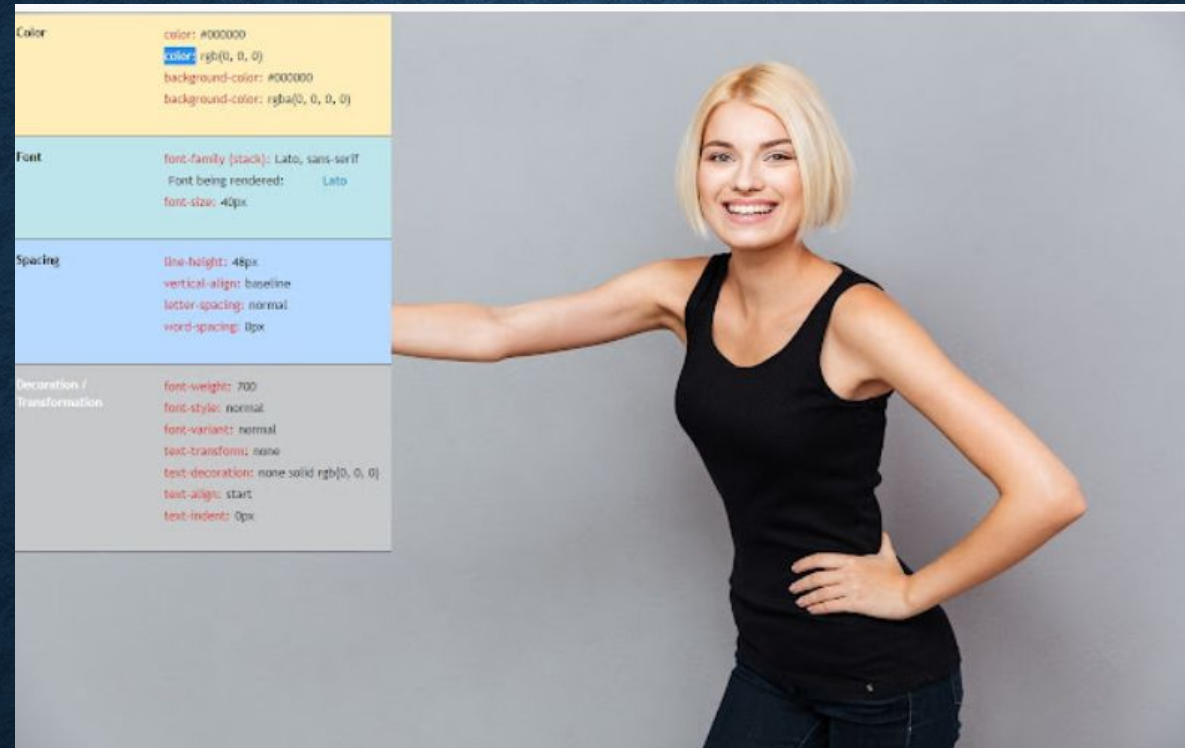 Color
color: #000000
color: rgb(0, 0, 0)
background-color: #000000
background-color: rgba(0, 0, 0, 0)
Font
font-family (stack): Lato, sans-serif
Font being rendered: Lato
font-size: 40px
Spacing
line-height: 48px
vertical-align: baseline
letter-spacing: normal
word-spacing: 0px
Decoration /
Transformation
font-weight: 700
font-style: normal
font-variant: normal
text-transform: none
text-decoration: none solid rgb(0, 0, 0)
text-align: start
text-indent: 0px